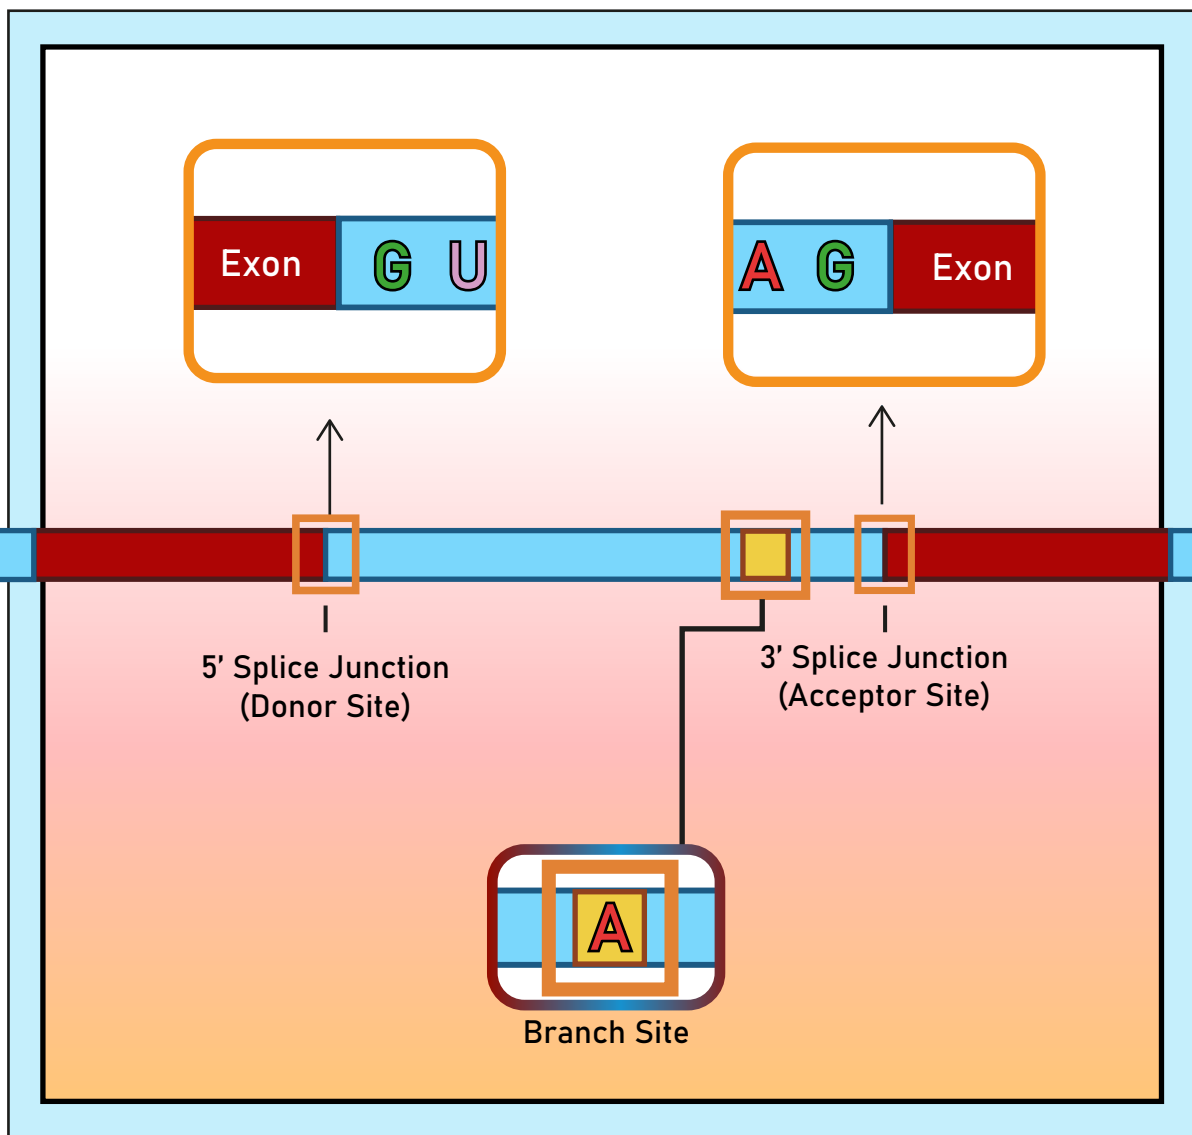 Exon G U
A G Exon
5' Splice Junction
(Donor Site)
3' Splice Junction
(Acceptor Site)
A
Branch Site